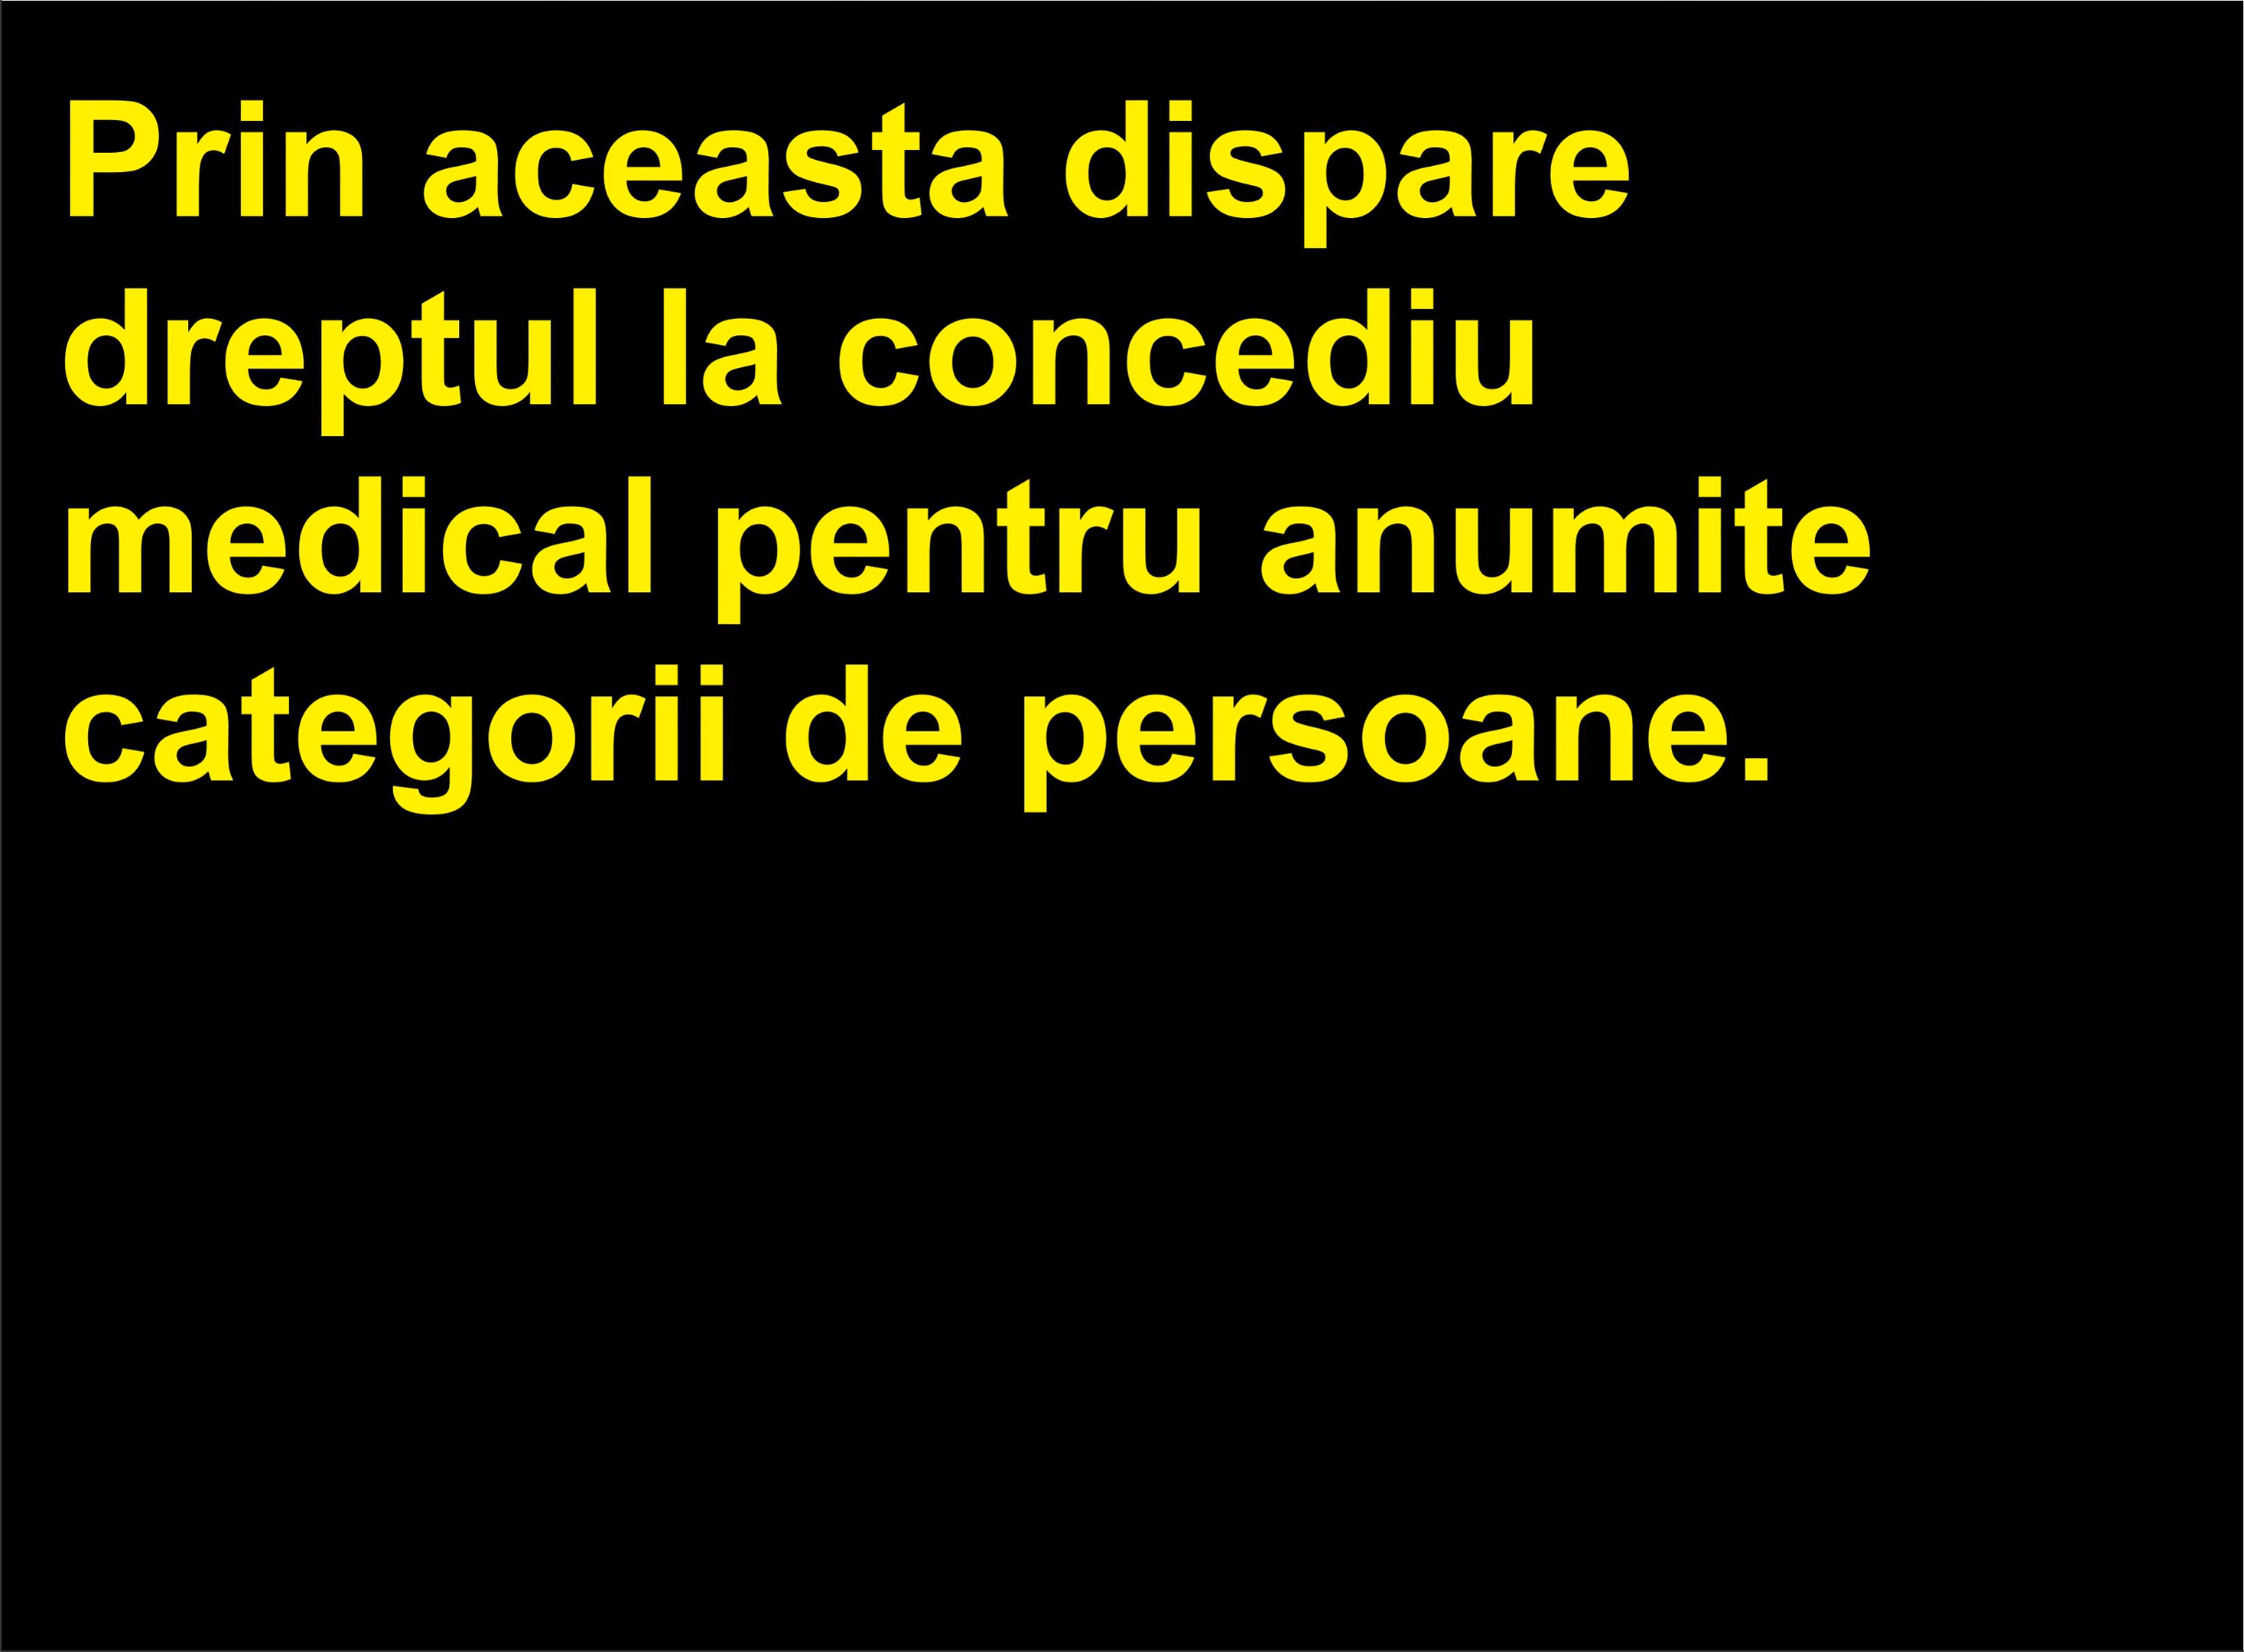 Prin aceasta dispare
dreptul la concediu
medical pentru anumite
categorii de persoane.